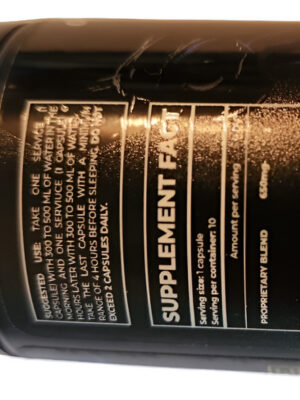 SUGGESTED USE: TAKE ONE SERVICE (1
CAPSULE) WITH 300 TO 500 ML OF WATER IN THE
MORNING AND ONE SERVIUCE (1 CAPSULE) 6
HOURS LATER WITH 300 TO 500 ML OF WATER.
TAKE THE LAST CAPSULE WITH A MINIMUM
RANGE OF 4 HOURS BEFORE SLEEPING. DO NOT
EXCEED 2 CAPSULES DAILY.
SUPPLEMENT FACT
Serving size: 1 capsule
Serving per container: 10
Amount per serving
PROPRIETARY BLEND 650mg